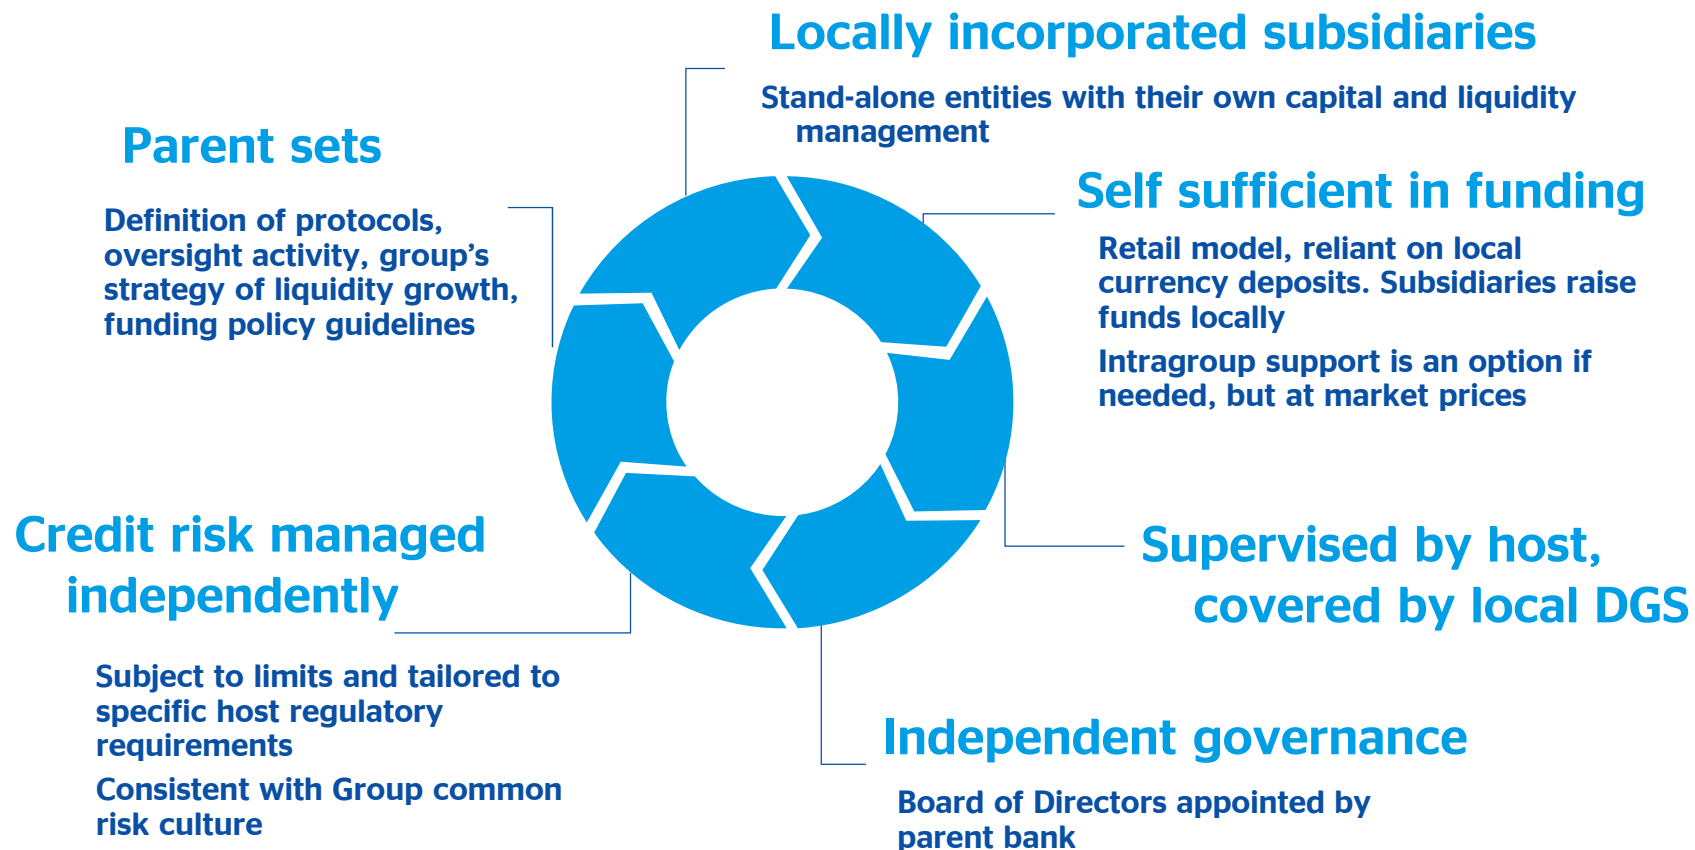 Locally incorporated subsidiaries
Stand-alone entities with their own capital and liquidity
management
Parent sets
Definition of protocols,
oversight activity, group's
strategy of liquidity growth,
funding policy guidelines
Self sufficient in funding
Retail model, reliant on local
currency deposits. Subsidiaries raise
funds locally
Intragroup support is an option if
needed, but at market prices
Credit risk managed
independently
Subject to limits and tailored to
specific host regulatory
requirements
Consistent with Group common
risk culture
Supervised by host,
covered by local DGS
Independent governance
Board of Directors appointed by
parent bank